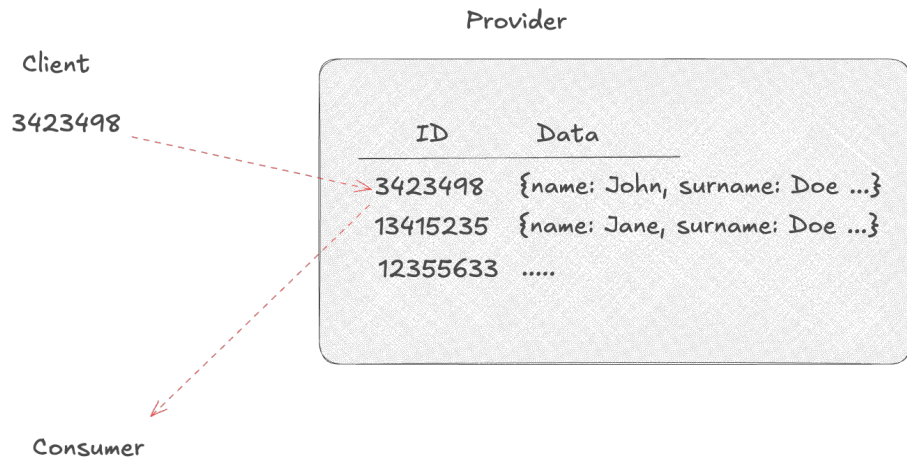 Provider
Client
3423498
ID Data
3423498 {name: John, surname: Doe ...}
13415235 {name: Jane, surname: Doe ...}
12355633 .....
Consumer